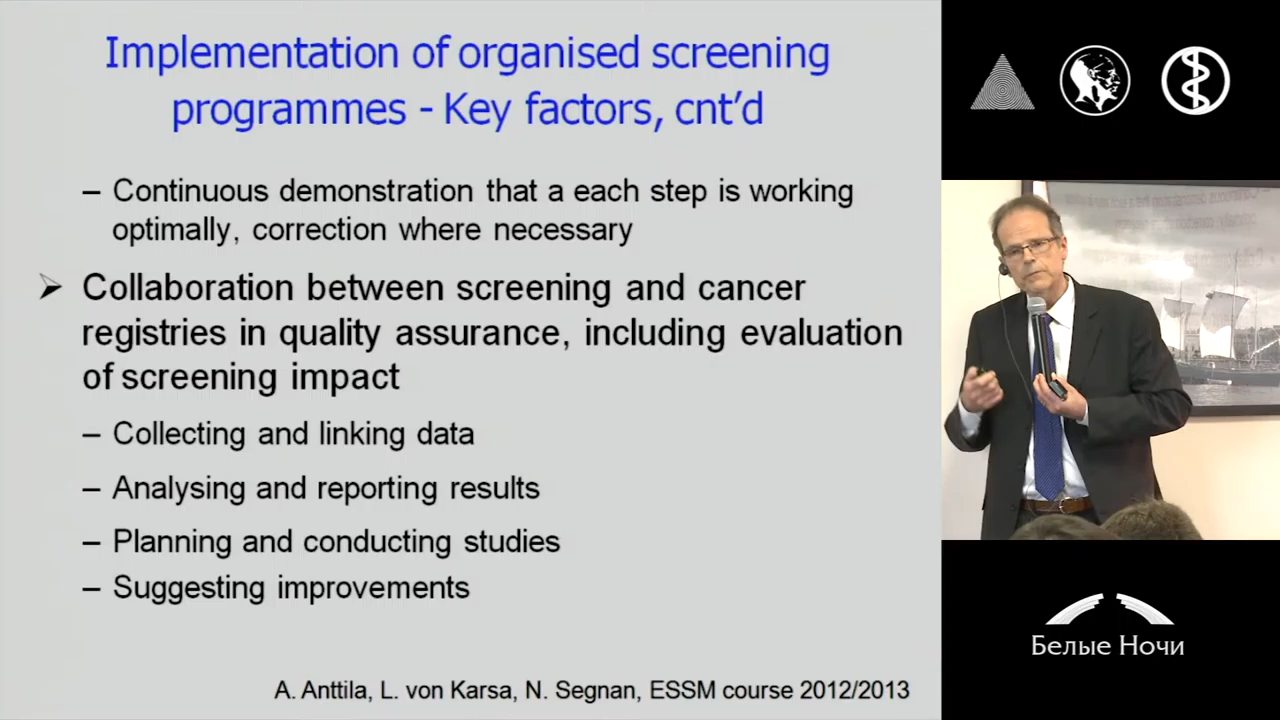 Implementation of organised screening
programmes - Key factors, cnt'd
– Continuous demonstration that a each step is working
optimally, correction where necessary
➢ Collaboration between screening and cancer
registries in quality assurance, including evaluation
of screening impact
– Collecting and linking data
– Analysing and reporting results
– Planning and conducting studies
– Suggesting improvements
A. Anttila, L. von Karsa, N. Segnan, ESSM course 2012/2013
Белые Ночи